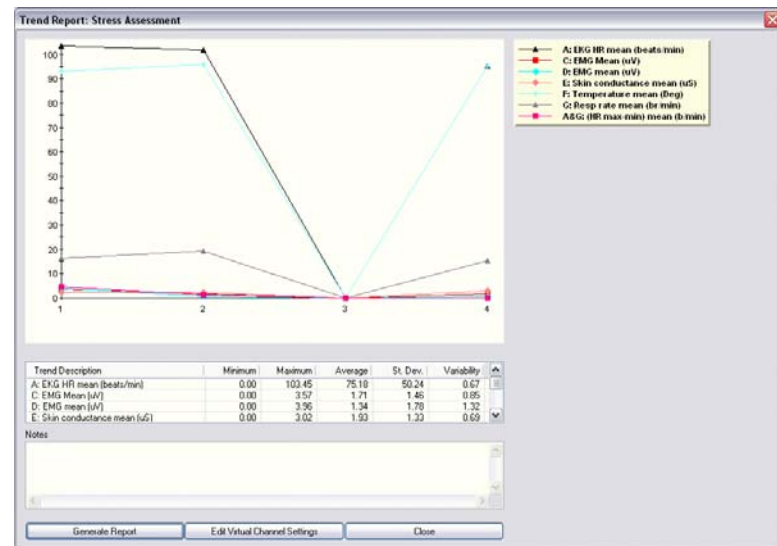 Trend Report: Stress Assessment
A: EKG HR mean (beats/min)
C: EMG Mean (uV)
D: EMG mean (uV)
E: Skin conductance mean (uS)
F: Temperature mean (Deg)
G: Resp rate mean (br/min)
A&G: (HR max-min) mean (b/min)
100
90
80
70
60
50
40
30
20
10
0
1 2 3 4
Trend Description Minimum Maximum Average St. Dev. Variability
A: EKG HR mean (beats/min) 0.00 103.45 75.10 50.24 0.67
C: EMG Mean (uV) 0.00 3.57 1.71 1.46 0.85
D: EMG mean (uV) 0.00 3.96 1.34 1.78 1.32
E: Skin conductance mean (uS) 0.00 3.02 1.93 1.33 0.69
Notes
Generate Report Edit Virtual Channel Settings Close